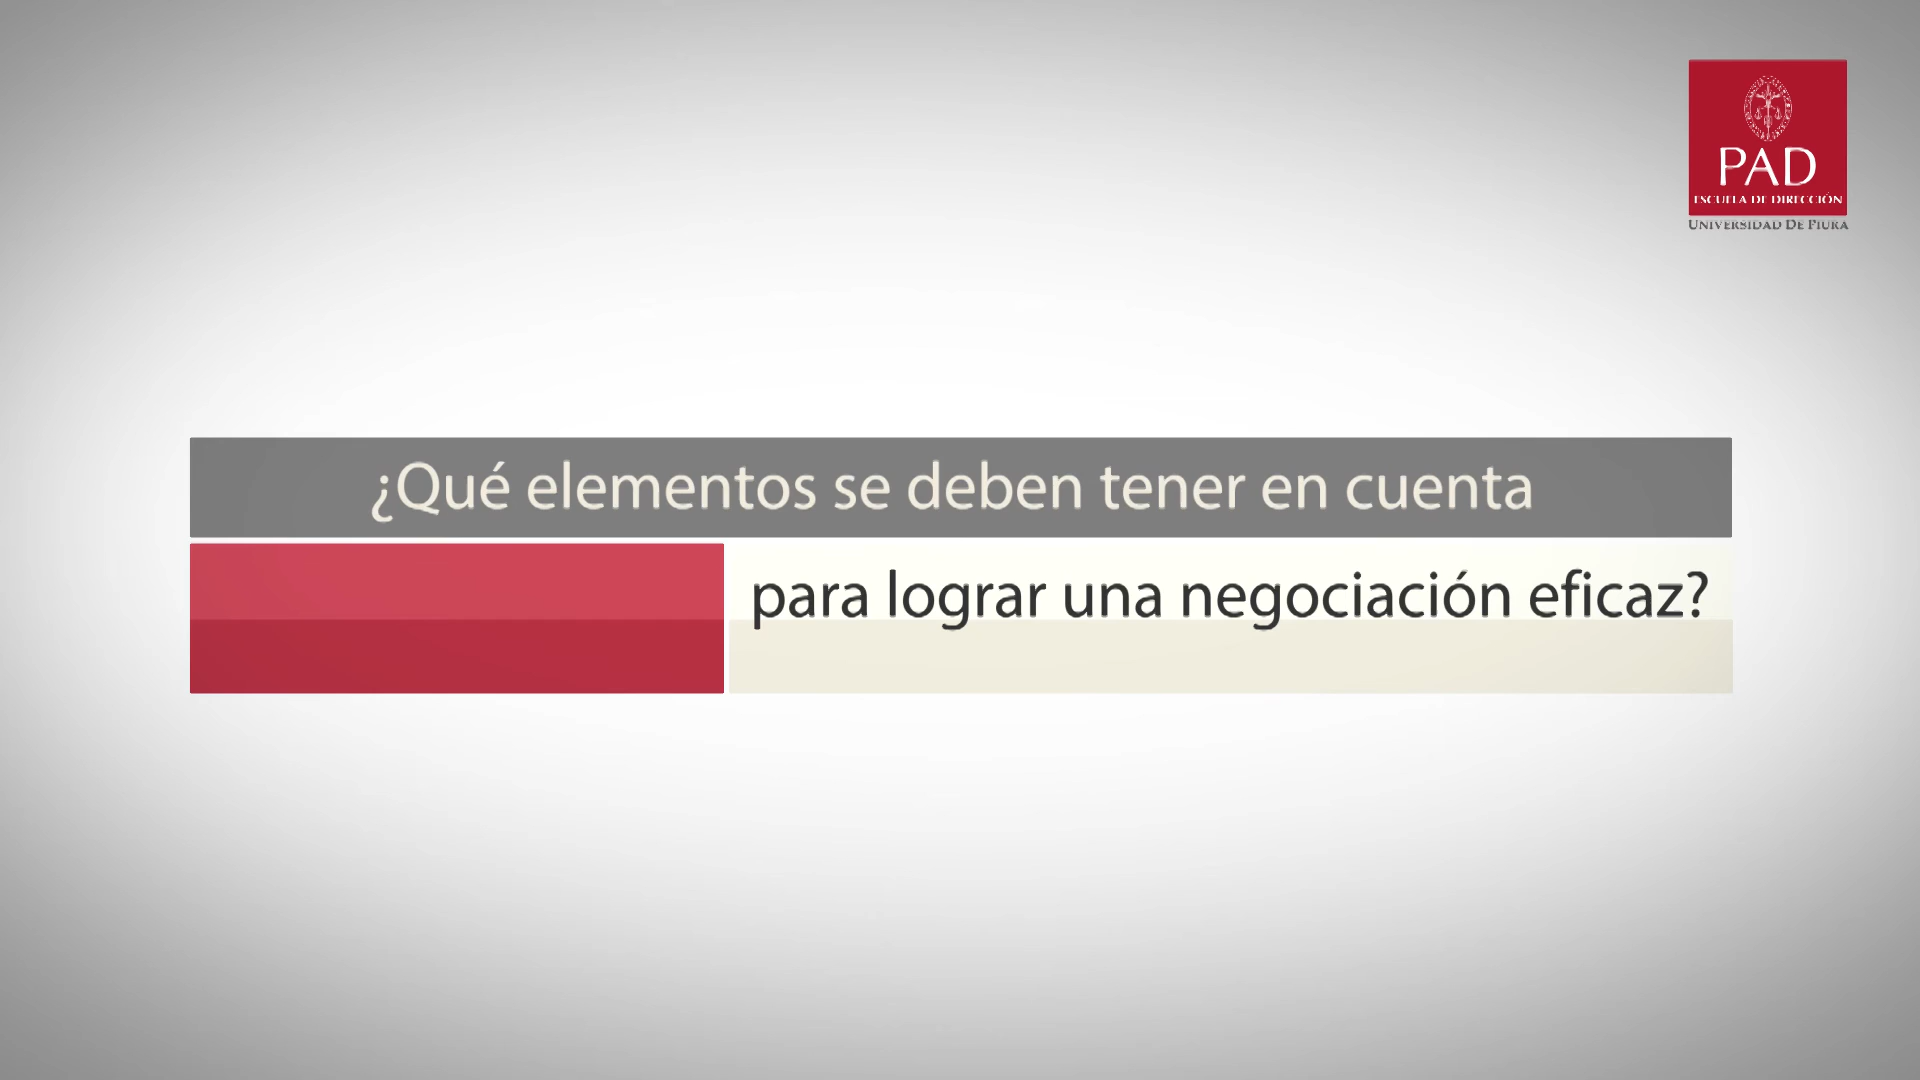 PAD
ESCUELA DE DIRECCIÓN
UNIVERSIDAD DE PIURA
¿Qué elementos se deben tener en cuenta
para lograr una negociación eficaz?